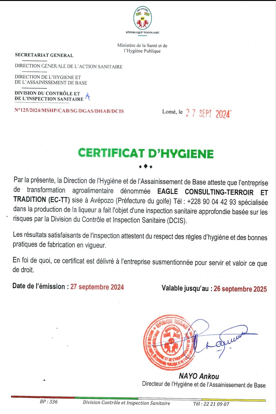 Ministère de la Santé et de
l'Hygiène Publique
SECRETARIAT GENERAL
DIRECTION GENERALE DE L'ACTION SANITAIRE
DIRECTION DE L'HYGIENE ET
DE L'ASSAINISSEMENT DE BASE
DIVISION DE CONTRÔLE ET
DE L'INSPECTION SANITAIRE
N°125/2024/MSHP/CAB/SG/DGAS/DHAB/DCIS
Lomé, le 27 SEPT 2024
CERTIFICAT D'HYGIENE
Par la présente, la Direction de l'Hygiène et de l'Assainissement de Base atteste que l'entreprise
de transformation agroalimentaire dénommée EAGLE CONSULTING-TERROIR ET
TRADITION (EC-TT) sise à Avépozo (Préfecture du golfe) Tél : +228 90 04 42 93 spécialisée
dans la production de la liqueur a fait l'objet d'une inspection sanitaire approfondie basée sur les
risques par la Division du Contrôle et Inspection Sanitaire (DCIS).
Les résultats satisfaisants de l'inspection attestent du respect des règles d'hygiène et des bonnes
pratiques de fabrication en vigueur.
En foi de quoi, ce certificat est délivré à l'entreprise susmentionnée pour servir et valoir ce que
de droit.
Date de l'émission : 27 septembre 2024
Valable jusqu'au : 26 septembre 2025
NAYO Ankou
Directeur de l'Hygiène et de l'Assainissement de Base
BP : 336
Division Contrôle et Inspection Sanitaire
Tél : 22 21 09 07